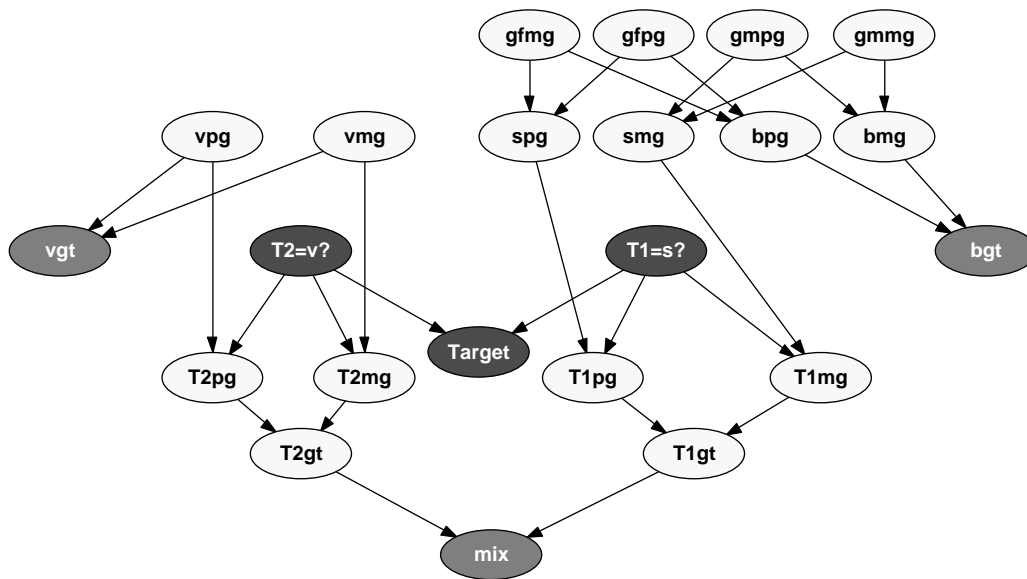 gfmg gfpg gmpg gmmg
vpg vmg spg smg bpg bmg
vgt T2=v? T1=s? bgt
Target
T2pg T2mg T1pg T1mg
T2gt T1gt
mix